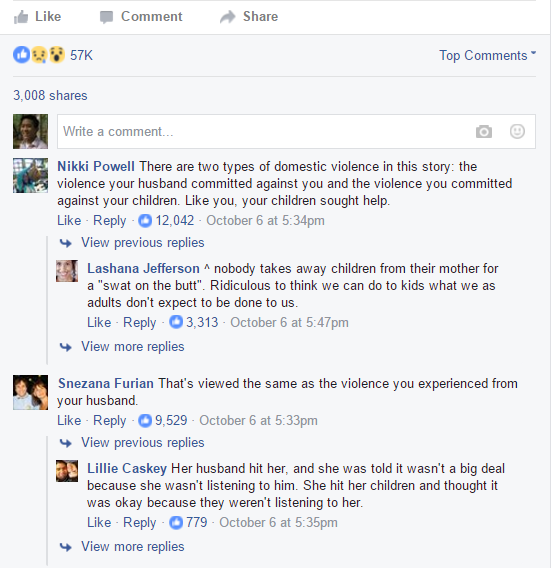 Like Comment Share
57K Top Comments
3,008 shares
Write a comment...
Nikki Powell There are two types of domestic violence in this story: the
violence your husband committed against you and the violence you committed
against your children. Like you, your children sought help.
Like · Reply · 12,042 · October 6 at 5:34pm
View previous replies
Lashana Jefferson ^ nobody takes away children from their mother for
a "swat on the butt". Ridiculous to think we can do to kids what we as
adults don't expect to be done to us.
Like · Reply · 3,313 · October 6 at 5:47pm
View more replies
Snezana Furian That's viewed the same as the violence you experienced from
your husband.
Like · Reply · 9,529 · October 6 at 5:33pm
View previous replies
Lillie Caskey Her husband hit her, and she was told it wasn't a big deal
because she wasn't listening to him. She hit her children and thought it
was okay because they weren't listening to her.
Like · Reply · 779 · October 6 at 5:35pm
View more replies